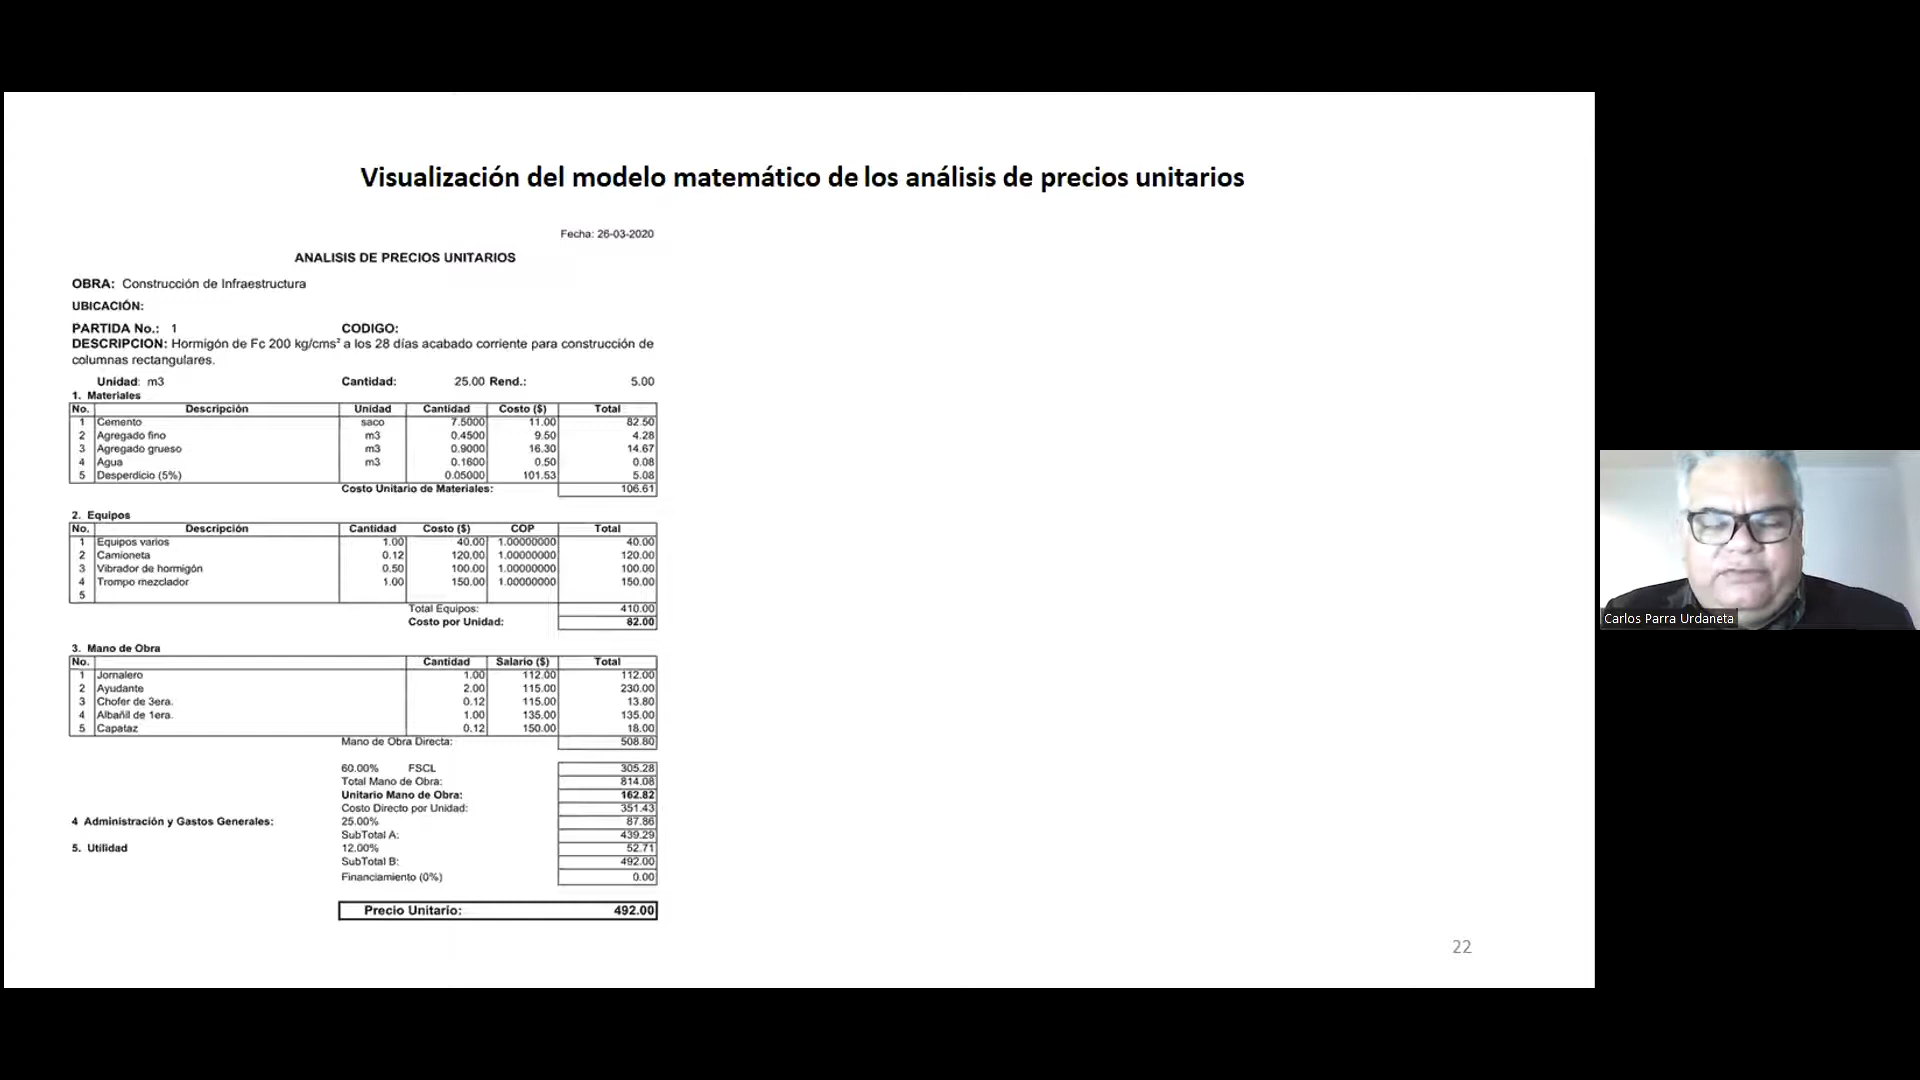 Visualización del modelo matemático de los análisis de precios unitarios
Fecha: 26-03-2020
ANALISIS DE PRECIOS UNITARIOS
OBRA: Construcción de Infraestructura
UBICACIÓN:
PARTIDA No.: 1 CODIGO:
DESCRIPCION: Hormigón de Fc 200 kg/cms² a los 28 días acabado corriente para construcción de
columnas rectangulares.
Unidad: m3 Cantidad: 25.00 Rend.: 5.00
1. Materiales
No. Descripción Unidad Cantidad Costo ($) Total
1 Cemento saco 7.5000 11.00 82.50
2 Agregado fino m3 0.4500 9.50 4.28
3 Agregado grueso m3 0.9000 16.30 14.67
4 Agua m3 0.1600 0.50 0.08
5 Desperdicio (5%) 0.05000 101.53 5.08
Costo Unitario de Materiales: 106.61
2. Equipos
No. Descripción Cantidad Costo ($) COP Total
1 Equipos varios 1.00 40.00 1.00000000 40.00
2 Camioneta 0.12 120.00 1.00000000 120.00
3 Vibrador de hormigón 0.50 100.00 1.00000000 100.00
4 Trompo mezclador 1.00 150.00 1.00000000 150.00
5
Total Equipos: 410.00
Costo por Unidad: 82.00
3. Mano de Obra
No. Cantidad Salario ($) Total
1 Jornalero 1.00 112.00 112.00
2 Ayudante 2.00 115.00 230.00
3 Chofer de 3era. 0.12 115.00 13.80
4 Albañil de 1era. 1.00 135.00 135.00
5 Capataz 0.12 150.00 18.00
Mano de Obra Directa: 508.80
60.00% FSCL 305.28
Total Mano de Obra: 814.08
Unitario Mano de Obra: 162.82
Costo Directo por Unidad: 351.43
4 Administración y Gastos Generales: 25.00% 87.86
SubTotal A: 439.29
5. Utilidad 12.00% 52.71
SubTotal B: 492.00
Financiamiento (0%) 0.00
Precio Unitario: 492.00
22
Carlos Parra Urdaneta